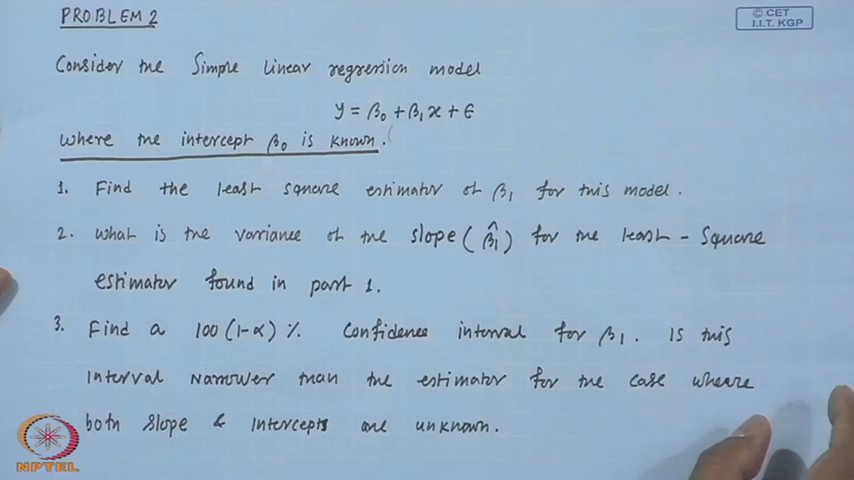 PROBLEM 2
© CET
I.I.T. KGP
Consider the Simple linear regression model
y = β₀ + β₁x + ϵ
where the intercept β₀ is known.
1. Find the least square estimator of β₁ for this model.
2. What is the variance of the slope (β̂₁) for the least-square
estimator found in part 1.
3. Find a 100(1-α)% Confidence interval for β₁. Is this
interval narrower than the estimator for the case wheare
both slope & intercepts are unknown.
NPTEL